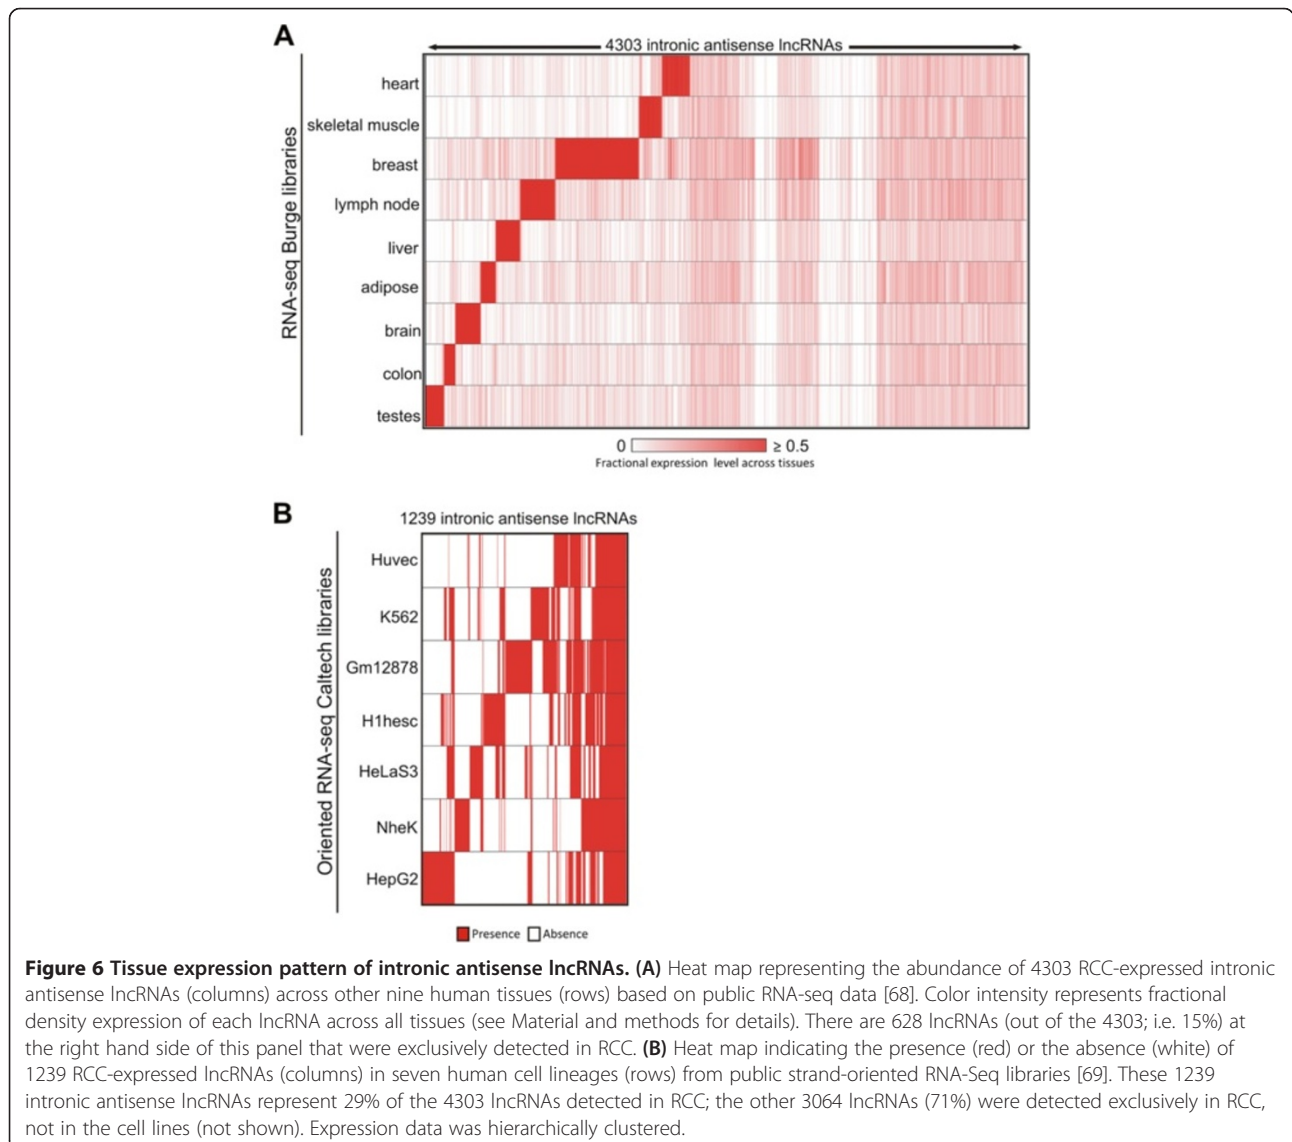 A
4303 intronic antisense lncRNAs
RNA-seq Burge libraries
heart
skeletal muscle
breast
lymph node
liver
adipose
brain
colon
testes
0 ≥ 0.5
Fractional expression level across tissues
B
1239 intronic antisense lncRNAs
Oriented RNA-seq Caltech libraries
Huvec
K562
Gm12878
H1hesc
HeLaS3
NheK
HepG2
Presence Absence
Figure 6 Tissue expression pattern of intronic antisense lncRNAs. (A) Heat map representing the abundance of 4303 RCC-expressed intronic
antisense lncRNAs (columns) across other nine human tissues (rows) based on public RNA-seq data [68]. Color intensity represents fractional
density expression of each lncRNA across all tissues (see Material and methods for details). There are 628 lncRNAs (out of the 4303; i.e. 15%) at
the right hand side of this panel that were exclusively detected in RCC. (B) Heat map indicating the presence (red) or the absence (white) of
1239 RCC-expressed lncRNAs (columns) in seven human cell lineages (rows) from public strand-oriented RNA-Seq libraries [69]. These 1239
intronic antisense lncRNAs represent 29% of the 4303 lncRNAs detected in RCC; the other 3064 lncRNAs (71%) were detected exclusively in RCC,
not in the cell lines (not shown). Expression data was hierarchically clustered.